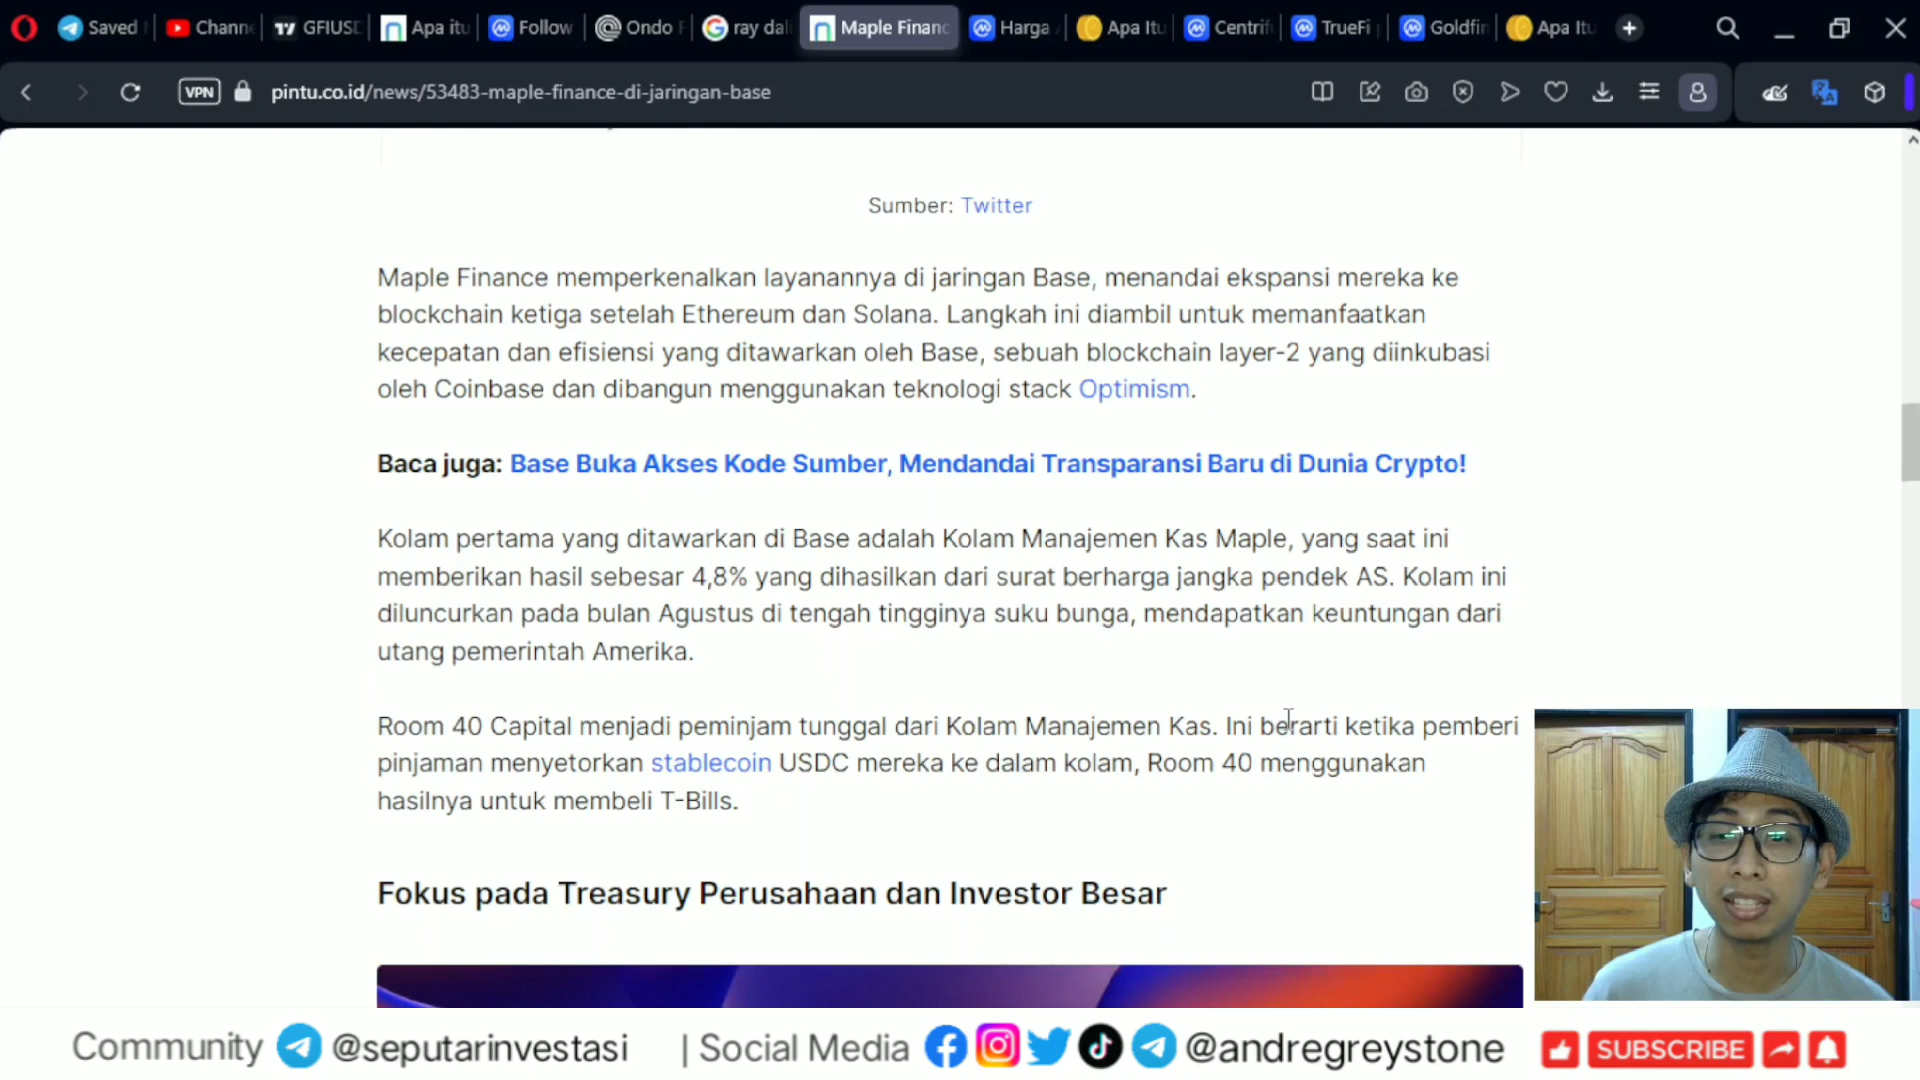 Saved
Chann
GFIUSD
Apa itu
Follow
Ondo F
ray dali
Maple Financ
Harga
Apa Itu
Centrif
TrueFi
Goldfin
Apa Itu
VPN
pintu.co.id/news/53483-maple-finance-di-jaringan-base
Sumber: Twitter
Maple Finance memperkenalkan layanannya di jaringan Base, menandai ekspansi mereka ke
blockchain ketiga setelah Ethereum dan Solana. Langkah ini diambil untuk memanfaatkan
kecepatan dan efisiensi yang ditawarkan oleh Base, sebuah blockchain layer-2 yang diinkubasi
oleh Coinbase dan dibangun menggunakan teknologi stack Optimism.
Baca juga: Base Buka Akses Kode Sumber, Mendandai Transparansi Baru di Dunia Crypto!
Kolam pertama yang ditawarkan di Base adalah Kolam Manajemen Kas Maple, yang saat ini
memberikan hasil sebesar 4,8% yang dihasilkan dari surat berharga jangka pendek AS. Kolam ini
diluncurkan pada bulan Agustus di tengah tingginya suku bunga, mendapatkan keuntungan dari
utang pemerintah Amerika.
Room 40 Capital menjadi peminjam tunggal dari Kolam Manajemen Kas. Ini berarti ketika pemberi
pinjaman menyetorkan stablecoin USDC mereka ke dalam kolam, Room 40 menggunakan
hasilnya untuk membeli T-Bills.
Fokus pada Treasury Perusahaan dan Investor Besar
Community @seputarinvestasi | Social Media @andregreystone SUBSCRIBE